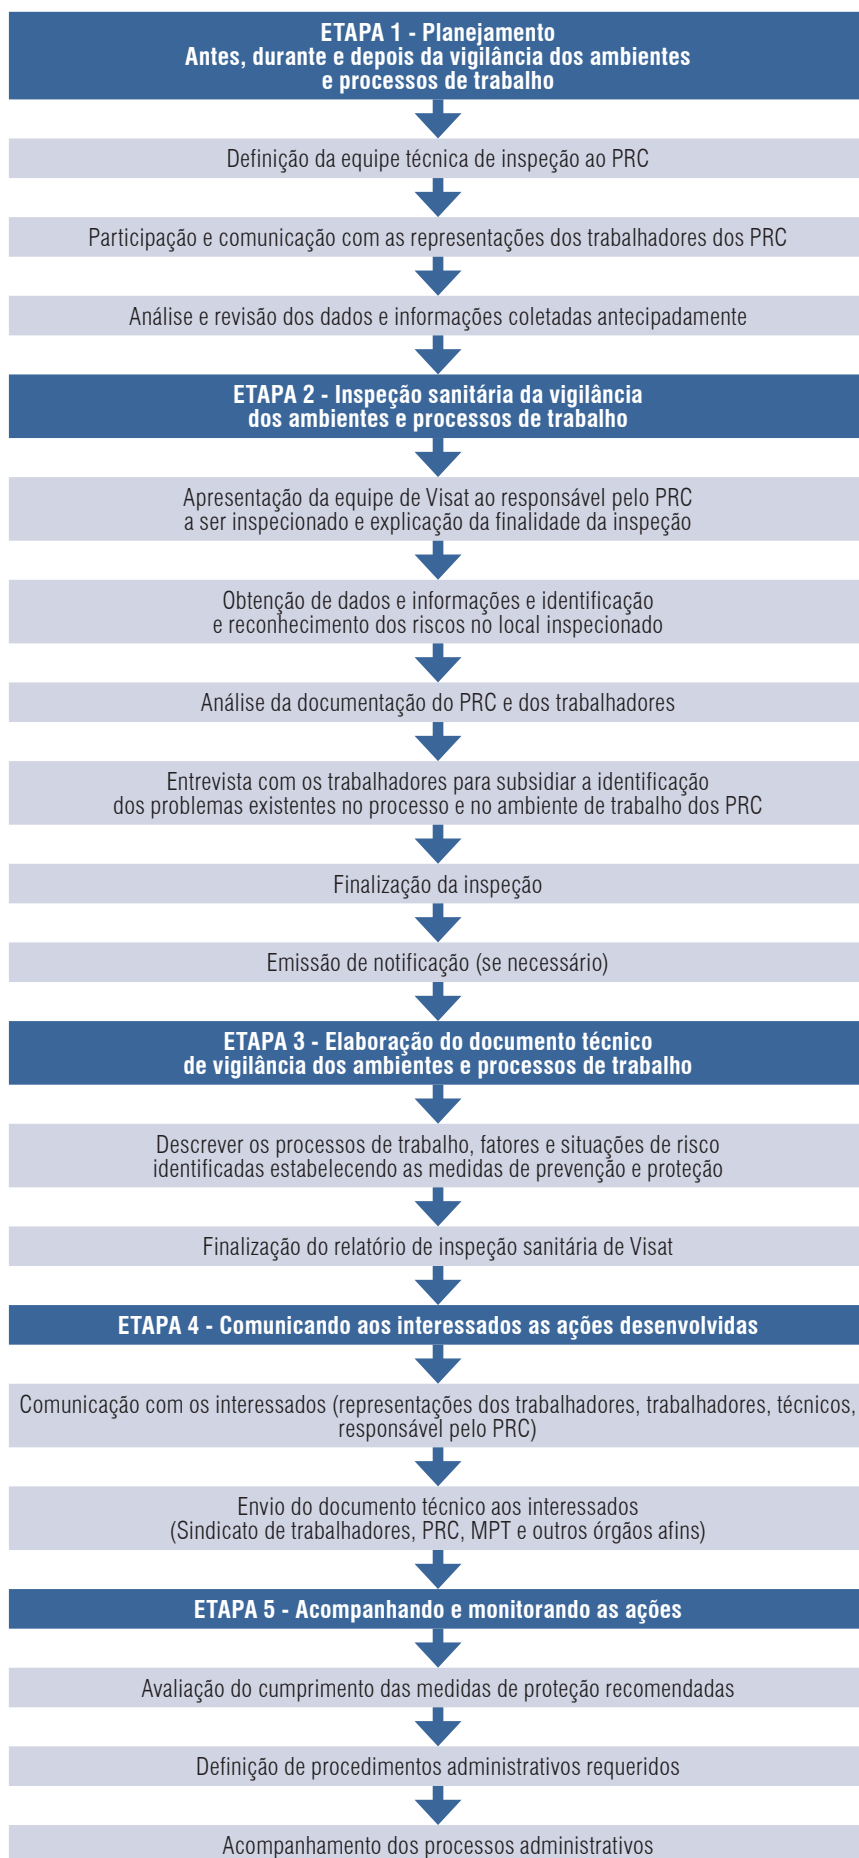 ETAPA 1 - Planejamento
Antes, durante e depois da vigilância dos ambientes
e processos de trabalho
Definição da equipe técnica de inspeção ao PRC
Participação e comunicação com as representações dos trabalhadores dos PRC
Análise e revisão dos dados e informações coletadas antecipadamente
ETAPA 2 - Inspeção sanitária da vigilância
dos ambientes e processos de trabalho
Apresentação da equipe de Visat ao responsável pelo PRC
a ser inspecionado e explicação da finalidade da inspeção
Obtenção de dados e informações e identificação
e reconhecimento dos riscos no local inspecionado
Análise da documentação do PRC e dos trabalhadores
Entrevista com os trabalhadores para subsidiar a identificação
dos problemas existentes no processo e no ambiente de trabalho dos PRC
Finalização da inspeção
Emissão de notificação (se necessário)
ETAPA 3 - Elaboração do documento técnico
de vigilância dos ambientes e processos de trabalho
Descrever os processos de trabalho, fatores e situações de risco
identificadas estabelecendo as medidas de prevenção e proteção
Finalização do relatório de inspeção sanitária de Visat
ETAPA 4 - Comunicando aos interessados as ações desenvolvidas
Comunicação com os interessados (representações dos trabalhadores, trabalhadores, técnicos,
responsável pelo PRC)
Envio do documento técnico aos interessados
(Sindicato de trabalhadores, PRC, MPT e outros órgãos afins)
ETAPA 5 - Acompanhando e monitorando as ações
Avaliação do cumprimento das medidas de proteção recomendadas
Definição de procedimentos administrativos requeridos
Acompanhamento dos processos administrativos